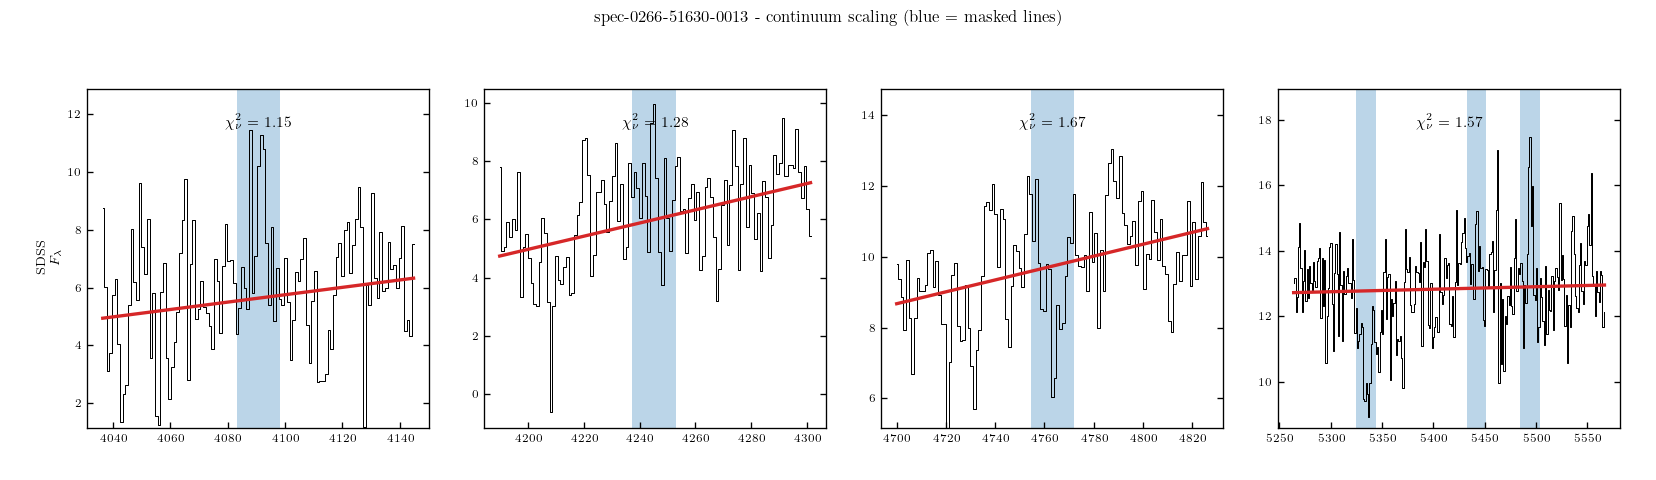 spec-0266-51630-0013 - continuum scaling (blue = masked lines)
SDSS
F_λ
χ²_ν = 1.15
12
10
8
6
4
2
4040 4060 4080 4100 4120 4140
χ²_ν = 1.28
10
8
6
4
2
0
4200 4220 4240 4260 4280 4300
χ²_ν = 1.67
14
12
10
8
6
4700 4720 4740 4760 4780 4800 4820
χ²_ν = 1.57
18
16
14
12
10
5250 5300 5350 5400 5450 5500 5550